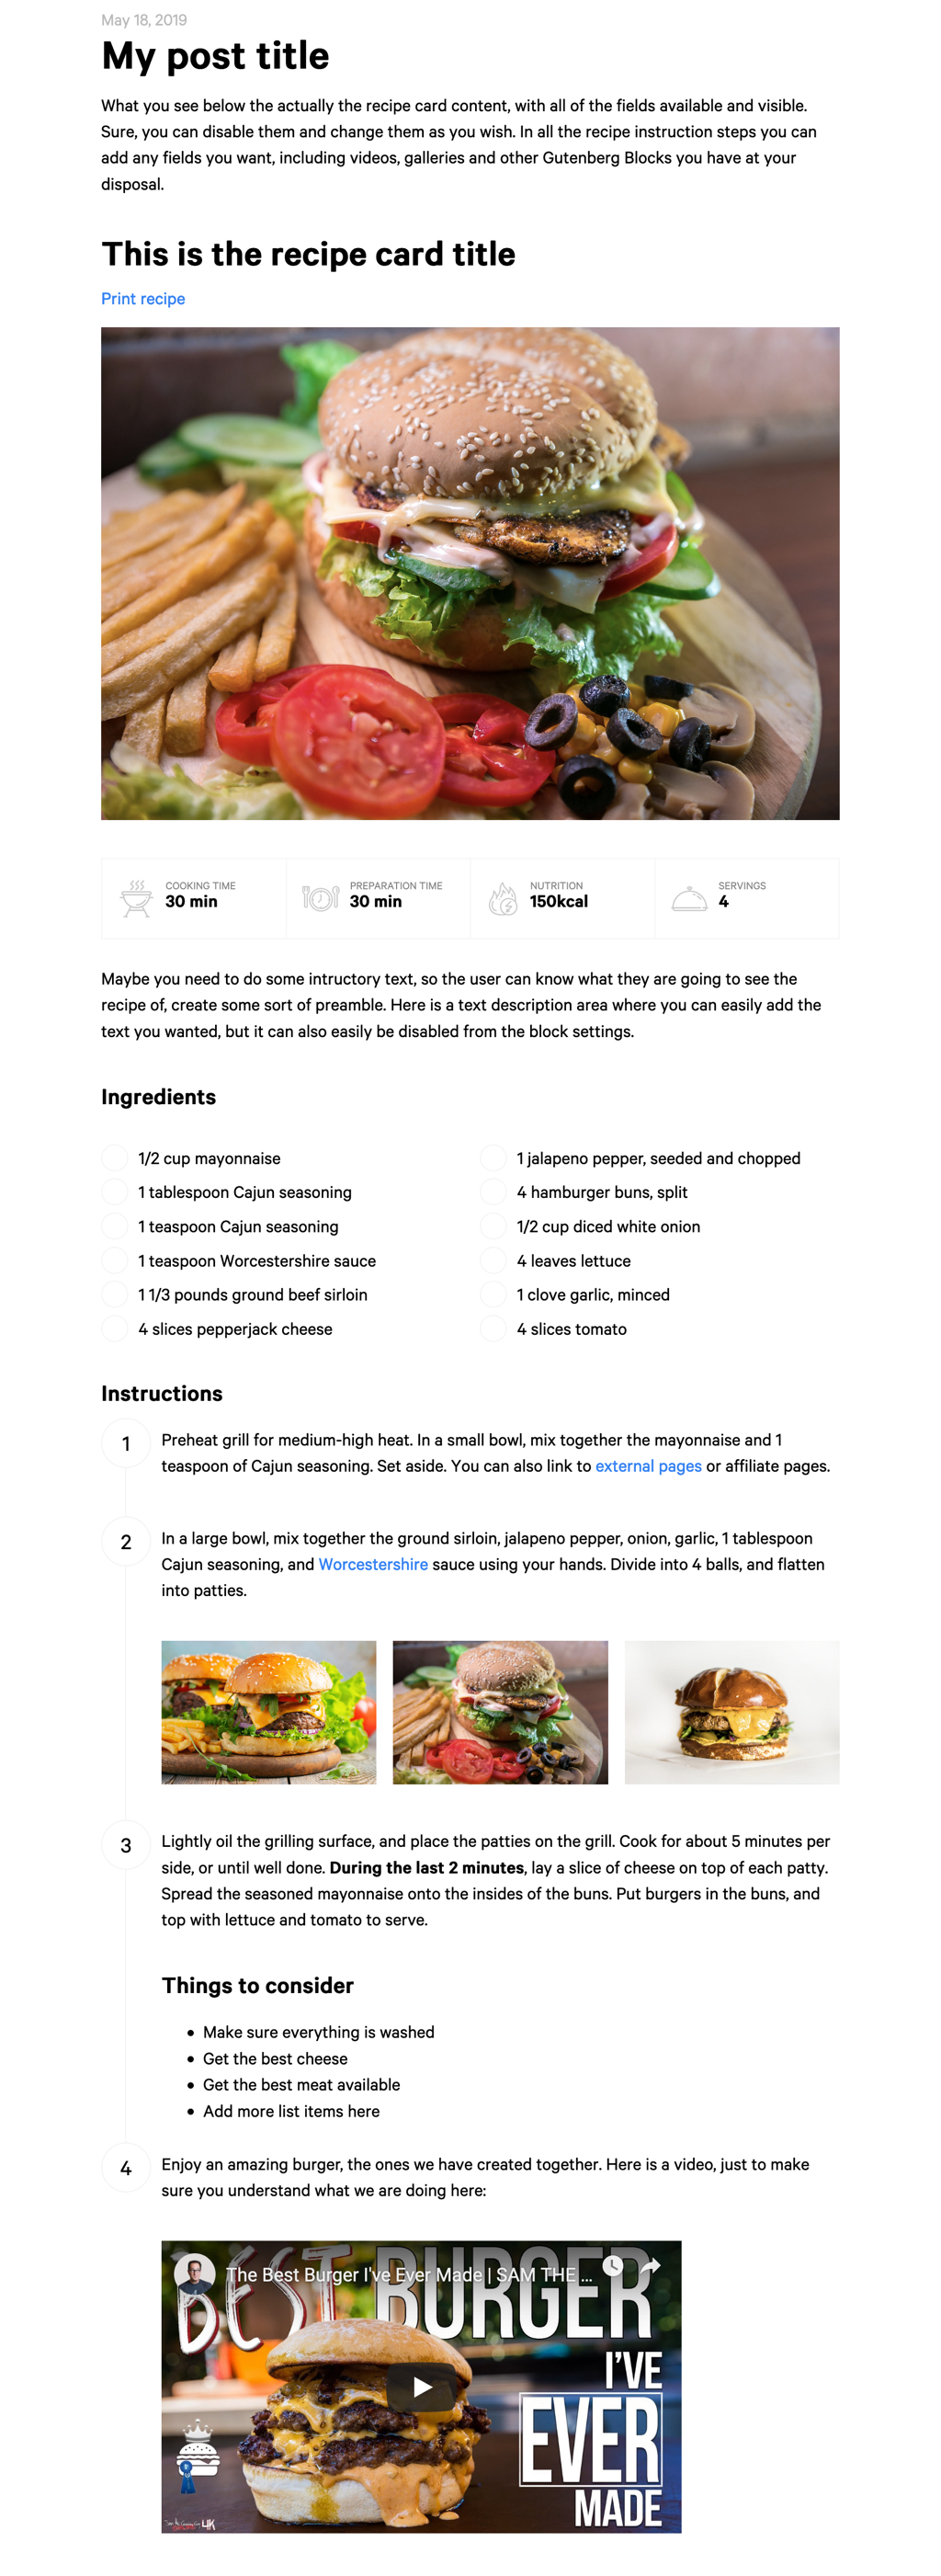 May 18, 2019
My post title
What you see below the actually the recipe card content, with all of the fields available and visible.
Sure, you can disable them and change them as you wish. In all the recipe instruction steps you can
add any fields you want, including videos, galleries and other Gutenberg Blocks you have at your
disposal.
This is the recipe card title
Print recipe
COOKING TIME
30 min
PREPARATION TIME
30 min
NUTRITION
150kcal
SERVINGS
4
Maybe you need to do some intructory text, so the user can know what they are going to see the
recipe of, create some sort of preamble. Here is a text description area where you can easily add the
text you wanted, but it can also easily be disabled from the block settings.
Ingredients
1/2 cup mayonnaise
1 tablespoon Cajun seasoning
1 teaspoon Cajun seasoning
1 teaspoon Worcestershire sauce
1 1/3 pounds ground beef sirloin
4 slices pepperjack cheese
1 jalapeno pepper, seeded and chopped
4 hamburger buns, split
1/2 cup diced white onion
4 leaves lettuce
1 clove garlic, minced
4 slices tomato
Instructions
1
Preheat grill for medium-high heat. In a small bowl, mix together the mayonnaise and 1
teaspoon of Cajun seasoning. Set aside. You can also link to external pages or affiliate pages.
2
In a large bowl, mix together the ground sirloin, jalapeno pepper, onion, garlic, 1 tablespoon
Cajun seasoning, and Worcestershire sauce using your hands. Divide into 4 balls, and flatten
into patties.
3
Lightly oil the grilling surface, and place the patties on the grill. Cook for about 5 minutes per
side, or until well done. During the last 2 minutes, lay a slice of cheese on top of each patty.
Spread the seasoned mayonnaise onto the insides of the buns. Put burgers in the buns, and
top with lettuce and tomato to serve.
Things to consider
• Make sure everything is washed
• Get the best cheese
• Get the best meat available
• Add more list items here
4
Enjoy an amazing burger, the ones we have created together. Here is a video, just to make
sure you understand what we are doing here:
The Best Burger I've Ever Made | SAM THE ...
BEST BURGER
I'VE
EVER
MADE
4K